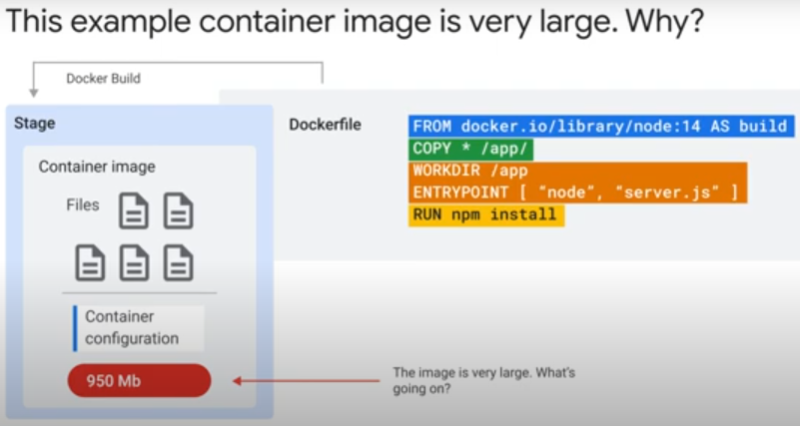 This example container image is very large. Why?
Docker Build
Stage
Dockerfile
FROM docker.io/library/node:14 AS build
COPY * /app/
WORKDIR /app
ENTRYPOINT [ “node”, “server.js” ]
RUN npm install
Container image
Files
Container
configuration
950 Mb
The image is very large. What's
going on?